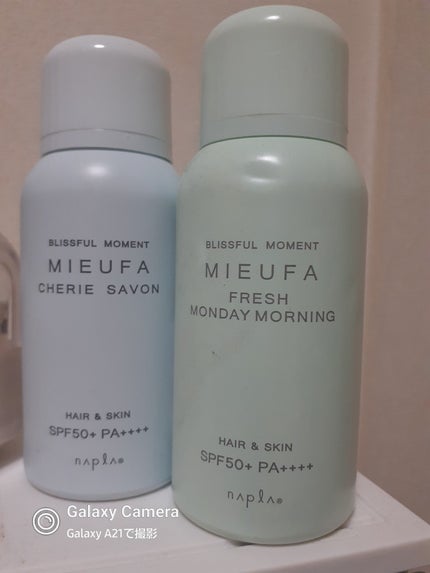 BLISSFUL MOMENT
MIEUFA
CHERIE SAVON
HAIR & SKIN
SPF50+ PA++++
napla®
BLISSFUL MOMENT
MIEUFA
FRESH
MONDAY MORNING
HAIR & SKIN
SPF50+ PA++++
napla®
Galaxy Camera
Galaxy A21で撮影